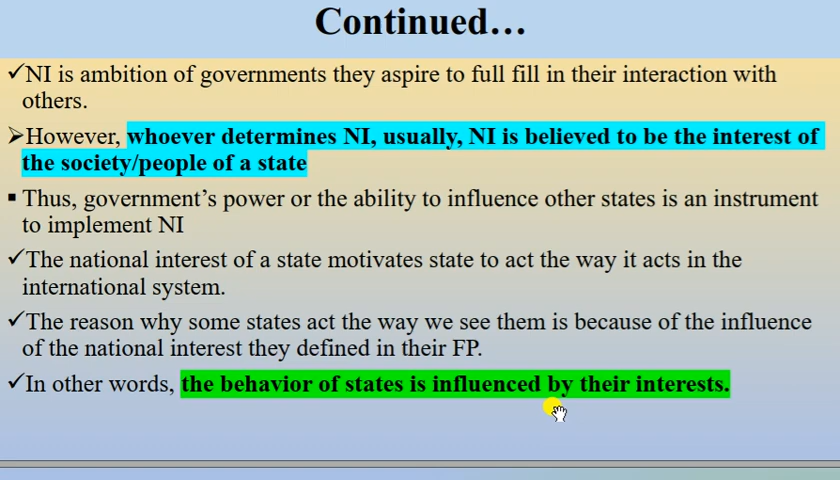 Continued…
✓NI is ambition of governments they aspire to full fill in their interaction with
others.
➢However, whoever determines NI, usually, NI is believed to be the interest of
the society/people of a state
▪ Thus, government’s power or the ability to influence other states is an instrument
to implement NI
✓The national interest of a state motivates state to act the way it acts in the
international system.
✓The reason why some states act the way we see them is because of the influence
of the national interest they defined in their FP.
✓In other words, the behavior of states is influenced by their interests.